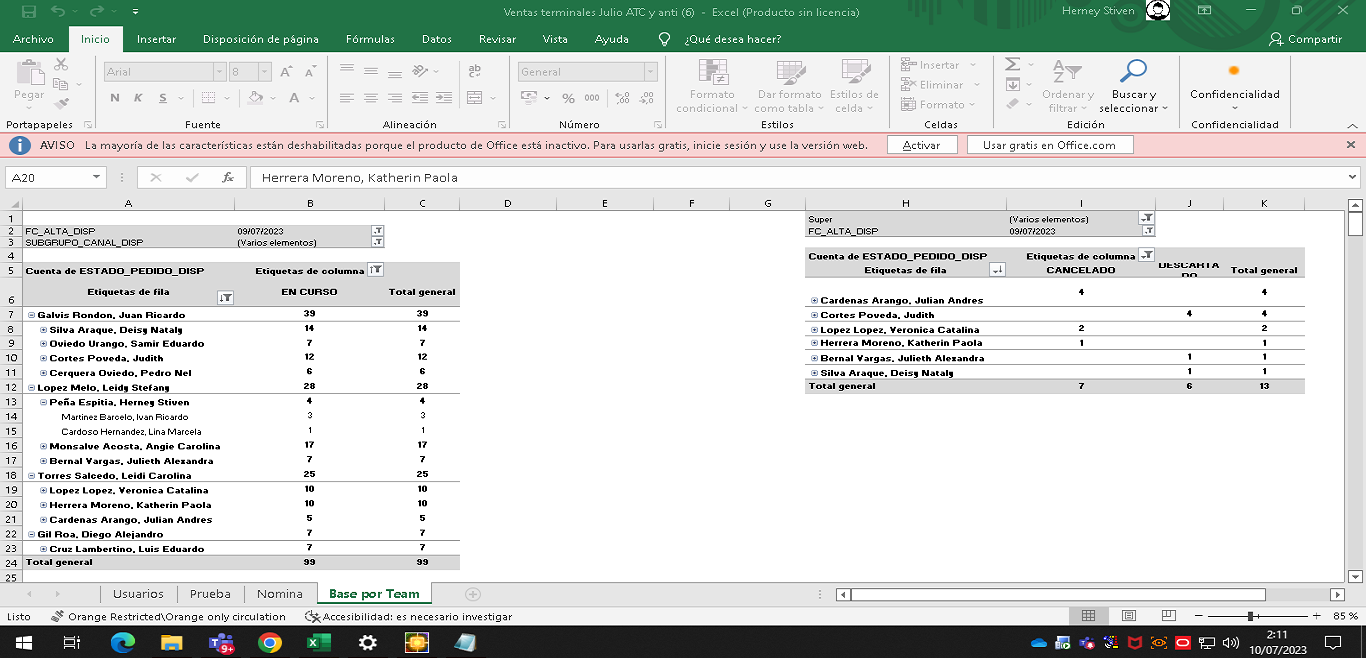 Ventas terminales Julio ATC y anti (6) - Excel (Producto sin licencia)
Herney Stiven
Archivo Inicio Insertar Disposición de página Fórmulas Datos Revisar Vista Ayuda ¿Qué desea hacer? Compartir
Pegar
Arial 8
N K S
ab
General
% 000
Formato condicional
Dar formato como tabla
Estilos de celda
Insertar
Eliminar
Formato
Ordenar y filtrar
Buscar y seleccionar
Confidencialidad
Portapapeles Fuente Alineación Número Estilos Celdas Edición Confidencialidad
AVISO La mayoría de las características están deshabilitadas porque el producto de Office está inactivo. Para usarlas gratis, inicie sesión y use la versión web. Activar Usar gratis en Office.com
A20 fx Herrera Moreno, Katherin Paola
A B C D E F G H I J K
1 Super (Varios elementos)
2 FC_ALTA_DISP 09/07/2023 FC_ALTA_DISP 09/07/2023
3 SUBGRUPO_CANAL_DISP (Varios elementos)
4 Cuenta de ESTADO_PEDIDO_DISP Etiquetas de columna
5 Cuenta de ESTADO_PEDIDO_DISP Etiquetas de columna Etiquetas de fila CANCELADO DESCARTADO Total general
6 Etiquetas de fila EN CURSO Total general Cardenas Arango, Julian Andres 4 4
7 Galvis Rondon, Juan Ricardo 39 39 Cortes Poveda, Judith 4 4
8 Silva Araque, Deisy Nataly 14 14 Lopez Lopez, Veronica Catalina 2 2
9 Oviedo Urango, Samir Eduardo 7 7 Herrera Moreno, Katherin Paola 1 1
10 Cortes Poveda, Judith 12 12 Bernal Vargas, Julieth Alexandra 1 1
11 Cerquera Oviedo, Pedro Nel 6 6 Silva Araque, Deisy Nataly 1 1
12 Lopez Melo, Leidy Stefany 28 28 Total general 7 6 13
13 Peña Espitia, Herney Stiven 4 4
14 Martinez Barcelo, Ivan Ricardo 3 3
15 Cardoso Hernandez, Lina Marcela 1 1
16 Monsalve Acosta, Angie Carolina 17 17
17 Bernal Vargas, Julieth Alexandra 7 7
18 Torres Salcedo, Leidi Carolina 25 25
19 Lopez Lopez, Veronica Catalina 10 10
20 Herrera Moreno, Katherin Paola 10 10
21 Cardenas Arango, Julian Andres 5 5
22 Gil Roa, Diego Alejandro 7 7
23 Cruz Lambertino, Luis Eduardo 7 7
24 Total general 99 99
25
Usuarios Prueba Nomina Base por Team
Listo Orange Restricted\Orange only circulation Accesibilidad: es necesario investigar 85 %
9+
2:11
10/07/2023